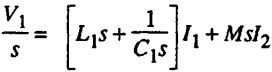 V₁/s = [L₁s + 1/(C₁s)] I₁ + MsI₂